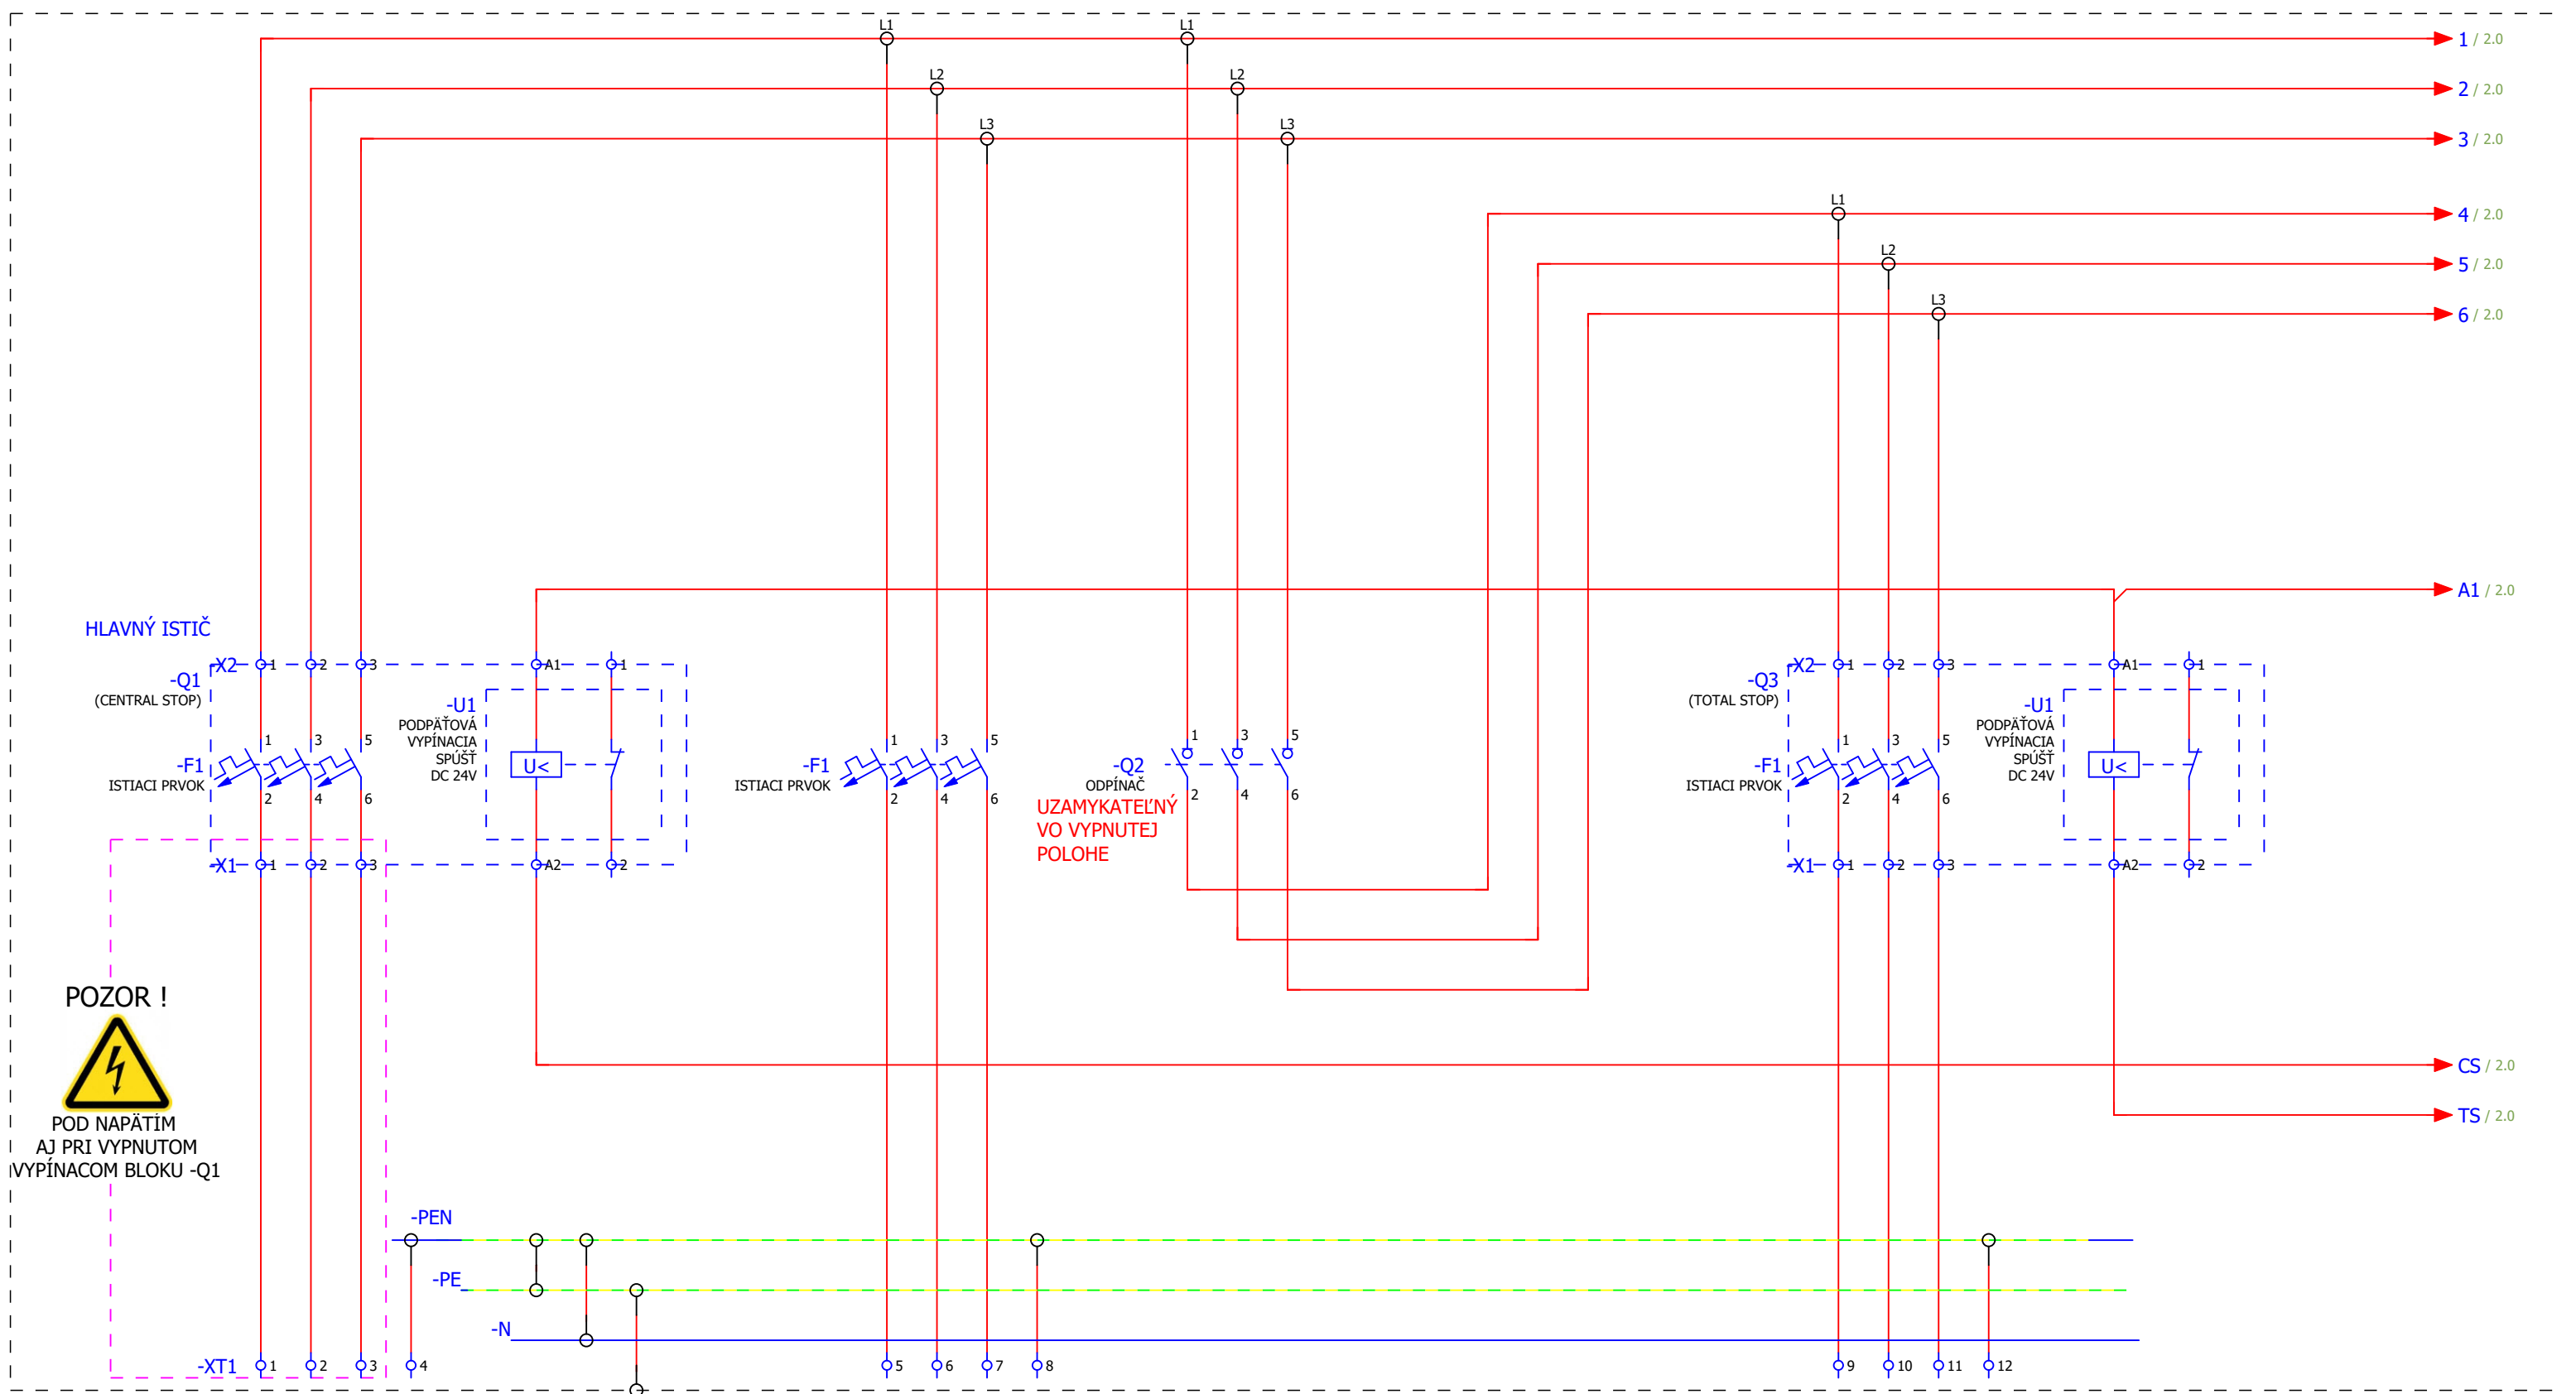 L1 L1
1 / 2.0
L2 L2
2 / 2.0
L3 L3
3 / 2.0
L1
4 / 2.0
L2
5 / 2.0
L3
6 / 2.0
A1 / 2.0
HLAVNÝ ISTIČ
-X2 1 2 3 A1 1
-Q1
(CENTRAL STOP)
-U1
PODPÄŤOVÁ
VYPÍNACIA
SPÚŠŤ
DC 24V
U<
1 3 5
-F1
ISTIACI PRVOK
2 4 6
-X1 1 2 3 A2 2
1 3 5
-F1
ISTIACI PRVOK
2 4 6
1 3 5
-Q2
ODPÍNAČ
2 4 6
UZAMYKATEĽNÝ
VO VYPNUTEJ
POLOHE
-X2 1 2 3 A1 1
-Q3
(TOTAL STOP)
-U1
PODPÄŤOVÁ
VYPÍNACIA
SPÚŠŤ
DC 24V
U<
1 3 5
-F1
ISTIACI PRVOK
2 4 6
-X1 1 2 3 A2 2
POZOR !
POD NAPÄTÍM
AJ PRI VYPNUTOM
VYPÍNACOM BLOKU -Q1
CS / 2.0
TS / 2.0
-PEN
-PE
-N
-XT1 1 2 3 4 5 6 7 8 9 10 11 12